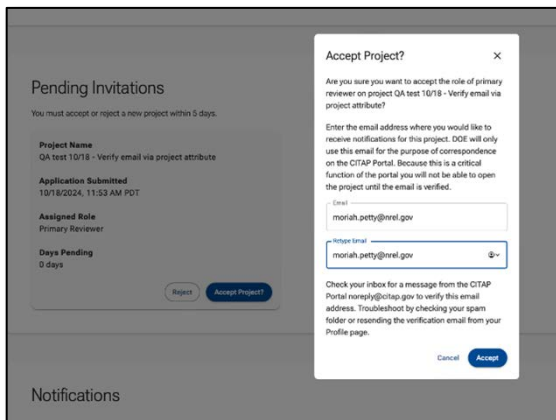 Pending Invitations
You must accept or reject a new project within 5 days.
Project Name
QA test 10/18 - Verify email via project attribute
Application Submitted
10/18/2024, 11:53 AM PDT
Assigned Role
Primary Reviewer
Days Pending
0 days
Reject
Accept Project?
Notifications
Accept Project?
Are you sure you want to accept the role of primary
reviewer on project QA test 10/18 - Verify email via
project attribute?
Enter the email address where you would like to
receive notifications for this project. DOE will only
use this email for the purpose of correspondence
on the CITAP Portal. Because this is a critical
function of the portal you will not be able to open
the project until the email is verified.
Email
moriah.petty@nrel.gov
Retype Email
moriah.petty@nrel.gov
Check your inbox for a message from the CITAP
Portal noreply@citap.gov to verify this email
address. Troubleshoot by checking your spam
folder or resending the verification email from your
Profile page.
Cancel
Accept